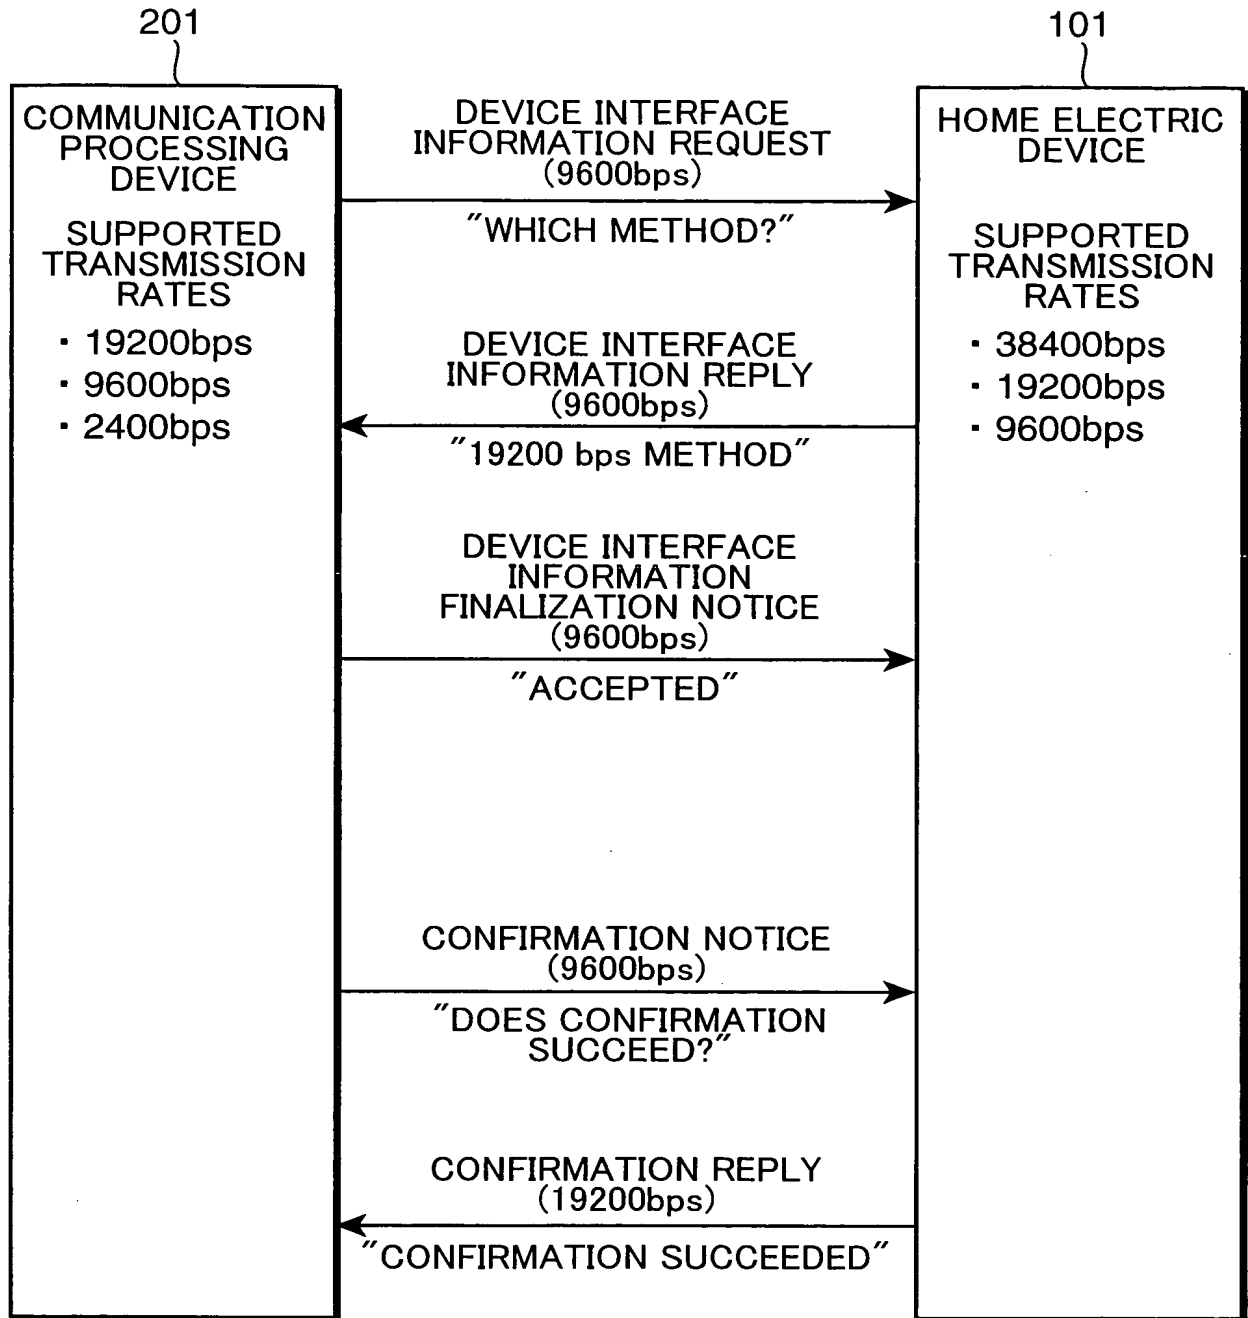 201
101
COMMUNICATION
PROCESSING
DEVICE
SUPPORTED
TRANSMISSION
RATES
· 19200bps
· 9600bps
· 2400bps
DEVICE INTERFACE
INFORMATION REQUEST
(9600bps)
"WHICH METHOD?"
DEVICE INTERFACE
INFORMATION REPLY
(9600bps)
"19200 bps METHOD"
DEVICE INTERFACE
INFORMATION
FINALIZATION NOTICE
(9600bps)
"ACCEPTED"
CONFIRMATION NOTICE
(9600bps)
"DOES CONFIRMATION
SUCCEED?"
CONFIRMATION REPLY
(19200bps)
"CONFIRMATION SUCCEEDED"
HOME ELECTRIC
DEVICE
SUPPORTED
TRANSMISSION
RATES
· 38400bps
· 19200bps
· 9600bps